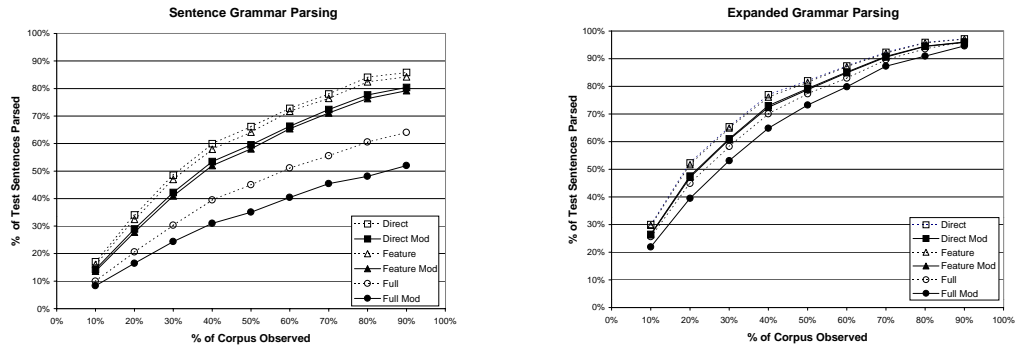 Sentence Grammar Parsing
100%
90%
80%
70%
60%
50%
40%
30%
20%
10%
0%
0% 10% 20% 30% 40% 50% 60% 70% 80% 90% 100%
% of Corpus Observed
% of Test Sentences Parsed
Direct
Direct Mod
Feature
Feature Mod
Full
Full Mod
Expanded Grammar Parsing
100%
90%
80%
70%
60%
50%
40%
30%
20%
10%
0%
0% 10% 20% 30% 40% 50% 60% 70% 80% 90% 100%
% of Corpus Observed
% of Test Sentences Parsed
Direct
Direct Mod
Feature
Feature Mod
Full
Full Mod